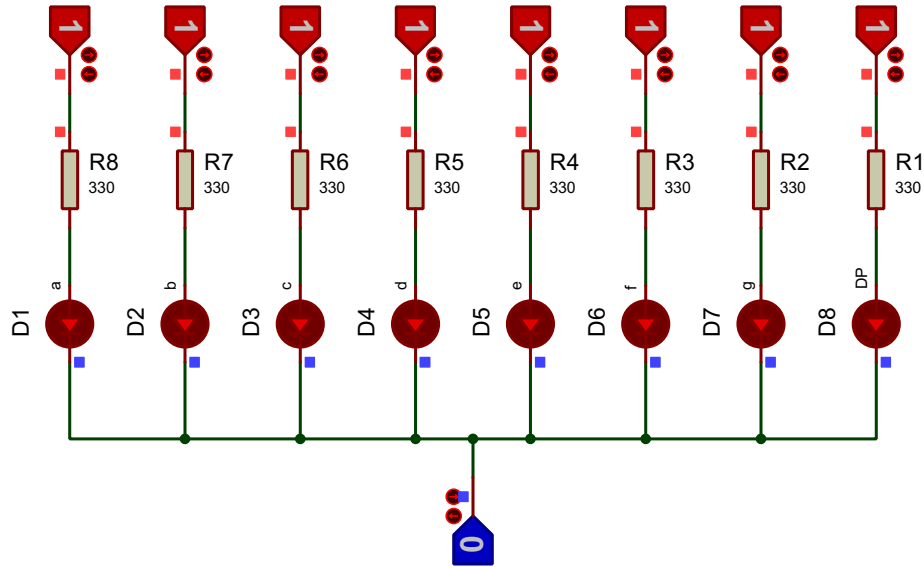 1 1 1 1 1 1 1 1
R8 R7 R6 R5 R4 R3 R2 R1
330 330 330 330 330 330 330 330
a b c d e f g DP
D1 D2 D3 D4 D5 D6 D7 D8
0